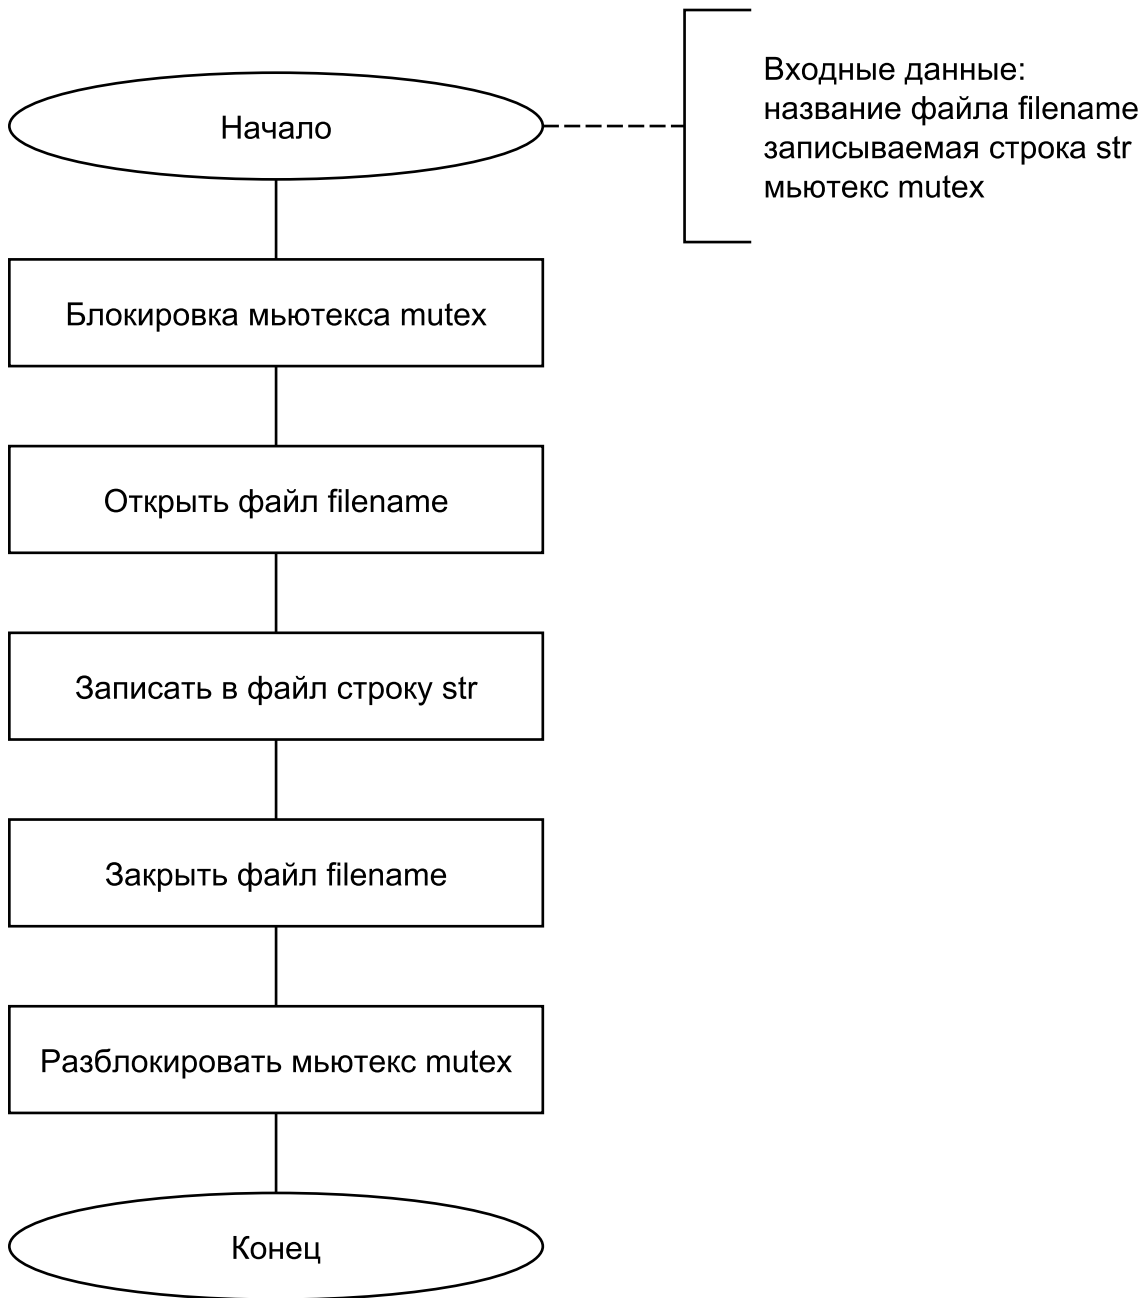 Начало
Входные данные:
название файла filename
записываемая строка str
мьютекс mutex
Блокировка мьютекса mutex
Открыть файл filename
Записать в файл строку str
Закрыть файл filename
Разблокировать мьютекс mutex
Конец